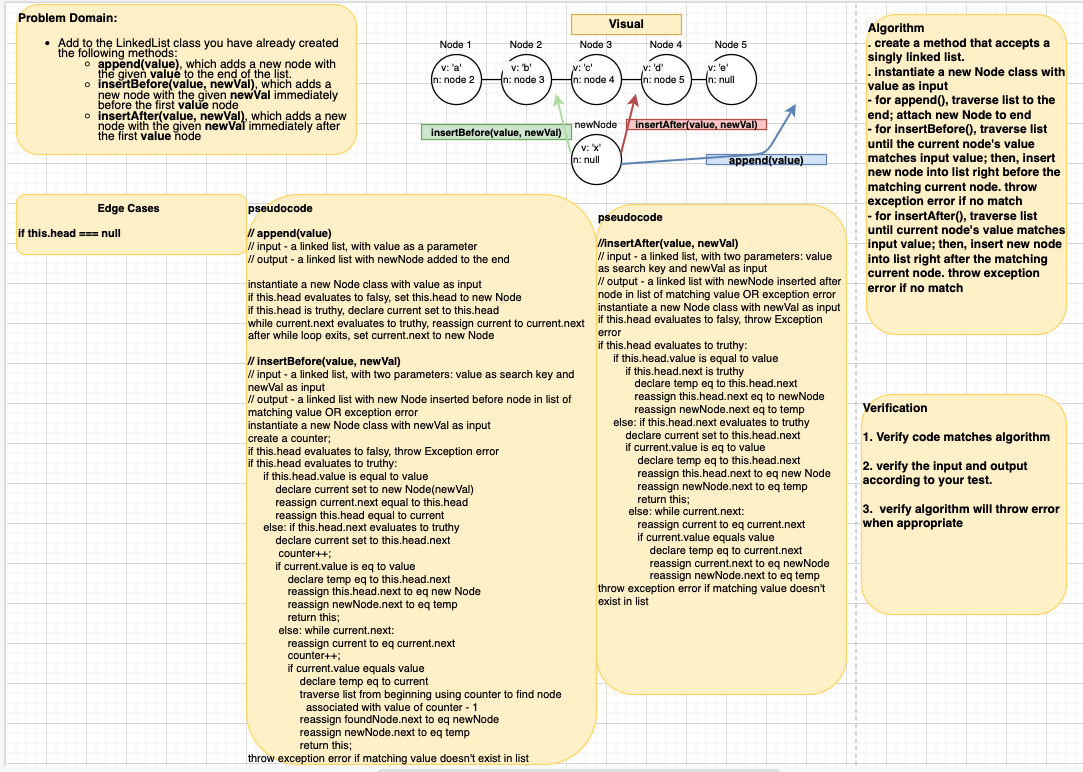 Problem Domain:
• Add to the LinkedList class you have already created
the following methods:
○ append(value), which adds a new node with
the given value to the end of the list.
○ insertBefore(value, newVal), which adds a
new node with the given newVal immediately
before the first value node
○ insertAfter(value, newVal), which adds a new
node with the given newVal immediately after
the first value node
Visual
Node 1
Node 2
Node 3
Node 4
Node 5
v: 'a'
n: node 2
v: 'b'
n: node 3
v: 'c'
n: node 4
v: 'd'
n: node 5
v: 'e'
n: null
insertBefore(value, newVal)
newNode
insertAfter(value, newVal)
v: 'x'
n: null
append(value)
Algorithm
. create a method that accepts a
singly linked list.
. instantiate a new Node class with
value as input
- for append(), traverse list to the
end; attach new Node to end
- for insertBefore(), traverse list
until the current node's value
matches input value; then, insert
new node into list right before the
matching current node. throw
exception error if no match
- for insertAfter(), traverse list
until current node's value matches
input value; then, insert new node
into list right after the matching
current node. throw exception
error if no match
Edge Cases
if this.head === null
pseudocode
// append(value)
// input - a linked list, with value as a parameter
// output - a linked list with newNode added to the end
instantiate a new Node class with value as input
if this.head evaluates to falsy, set this.head to new Node
if this.head is truthy, declare current set to this.head
while current.next evaluates to truthy, reassign current to current.next
after while loop exits, set current.next to new Node
// insertBefore(value, newVal)
// input - a linked list, with two parameters: value as search key and
newVal as input
// output - a linked list with new Node inserted before node in list of
matching value OR exception error
instantiate a new Node class with newVal as input
create a counter;
if this.head evaluates to falsy, throw Exception error
if this.head evaluates to truthy:
if this.head.value is equal to value
declare current set to new Node(newVal)
reassign current.next equal to this.head
reassign this.head equal to current
else: if this.head.next evaluates to truthy
declare current set to this.head.next
counter++;
if current.value is eq to value
declare temp eq to this.head.next
reassign this.head.next to eq new Node
reassign newNode.next to eq temp
return this;
else: while current.next:
reassign current to eq current.next
counter++;
if current.value equals value
declare temp eq to current
traverse list from beginning using counter to find node
associated with value of counter - 1
reassign foundNode.next to eq newNode
reassign newNode.next to eq temp
return this;
throw exception error if matching value doesn't exist in list
pseudocode
//insertAfter(value, newVal)
// input - a linked list, with two parameters: value
as search key and newVal as input
// output - a linked list with newNode inserted after
node in list of matching value OR exception error
instantiate a new Node class with newVal as input
if this.head evaluates to falsy, throw Exception
error
if this.head evaluates to truthy:
if this.head.value is equal to value
if this.head.next is truthy
declare temp eq to this.head.next
reassign this.head.next eq to newNode
reassign newNode.next eq to temp
else: if this.head.next evaluates to truthy
declare current set to this.head.next
if current.value is eq to value
declare temp eq to this.head.next
reassign this.head.next to eq new Node
reassign newNode.next to eq temp
return this;
else: while current.next:
reassign current to eq current.next
if current.value equals value
declare temp eq to current.next
reassign current.next to eq newNode
reassign newNode.next to eq temp
throw exception error if matching value doesn't
exist in list
Verification
1. Verify code matches algorithm
2. verify the input and output
according to your test.
3. verify algorithm will throw error
when appropriate